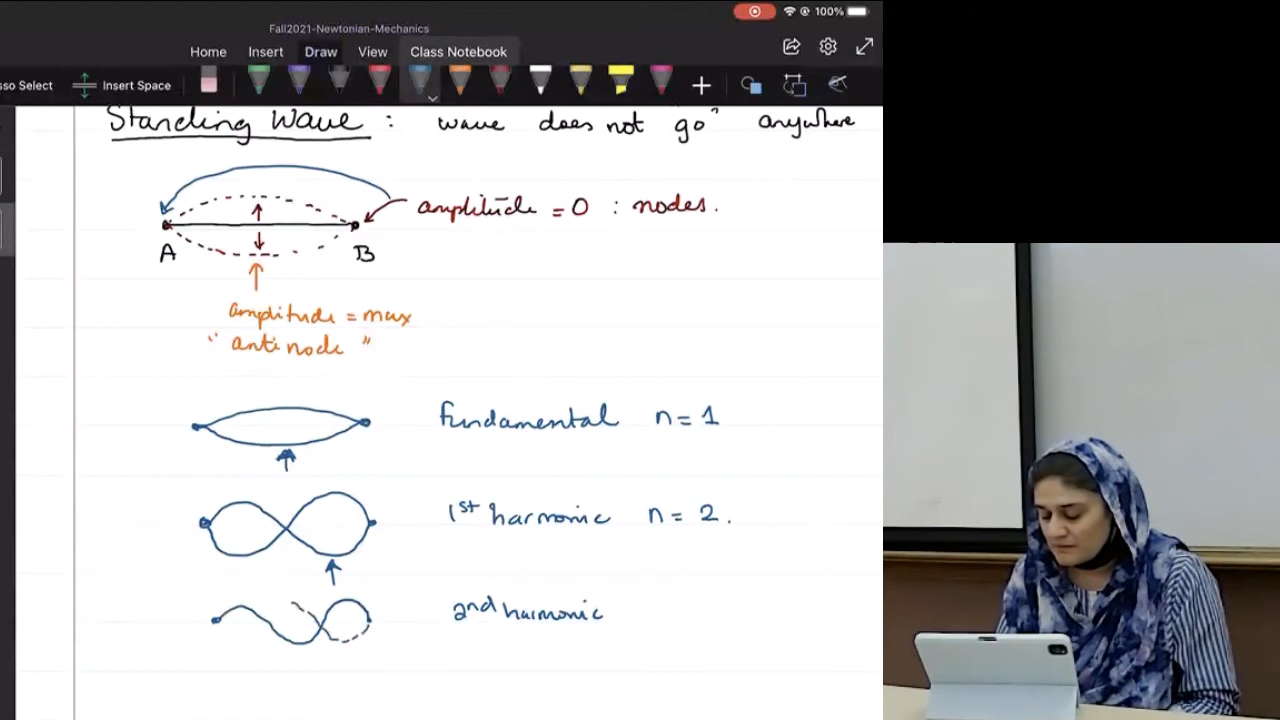 100%
Fall2021-Newtonian-Mechanics
Home Insert Draw View Class Notebook
sso Select Insert Space
Standing Wave : wave does not go" anywhere
amplitude = 0 : nodes.
A B
amplitude = max
"antinode"
fundamental n = 1
1st harmonic n = 2.
2nd harmonic